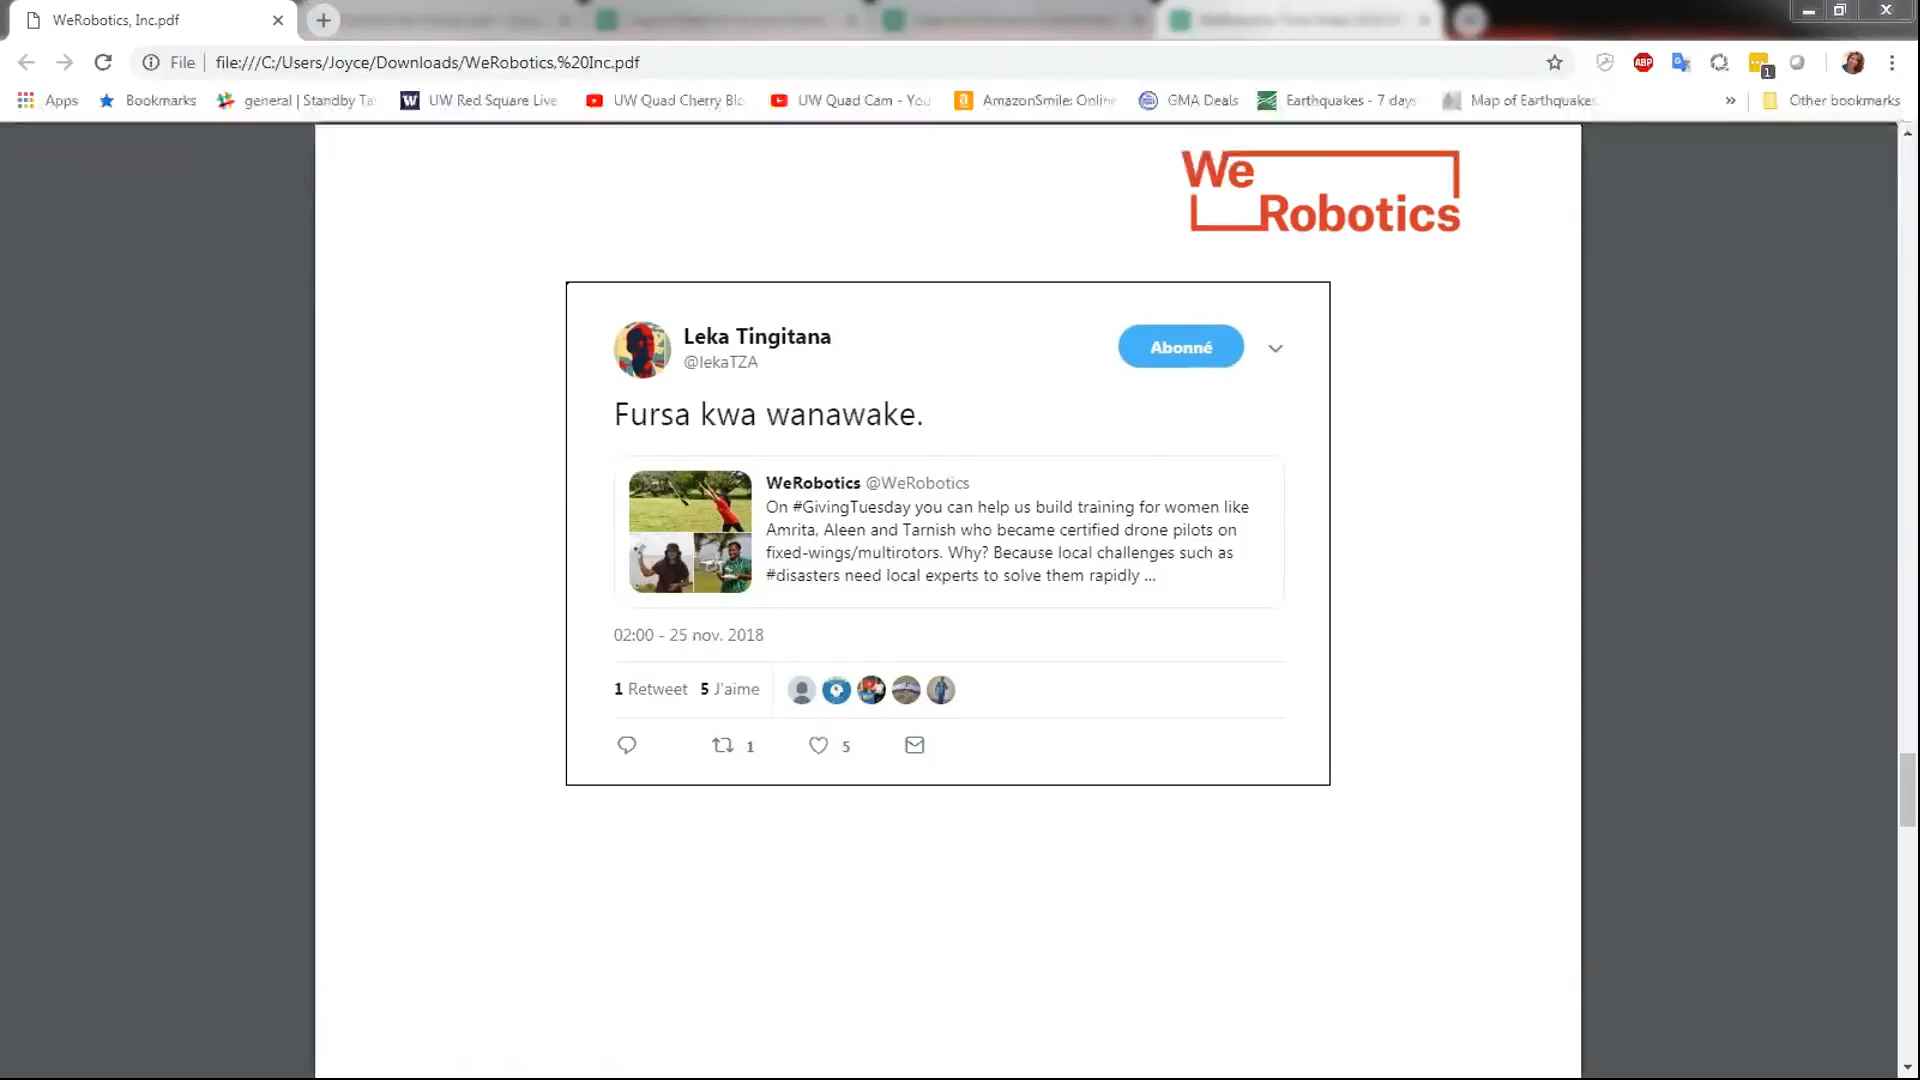 WeRobotics, Inc.pdf
File
file:///C:/Users/Joyce/Downloads/WeRobotics,%20Inc.pdf
ABP
1
Apps
Bookmarks
general | Standby Ta
W
UW Red Square Live
UW Quad Cherry Blo
UW Quad Cam - You
AmazonSmile: Online
GMA Deals
Earthquakes - 7 days
Map of Earthquakes
»
Other bookmarks
We
Robotics
Leka Tingitana
@lekaTZA
Abonné
Fursa kwa wanawake.
WeRobotics @WeRobotics
On #GivingTuesday you can help us build training for women like
Amrita, Aleen and Tarnish who became certified drone pilots on
fixed-wings/multirotors. Why? Because local challenges such as
#disasters need local experts to solve them rapidly ...
02:00 - 25 nov. 2018
1 Retweet 5 J'aime
1
5